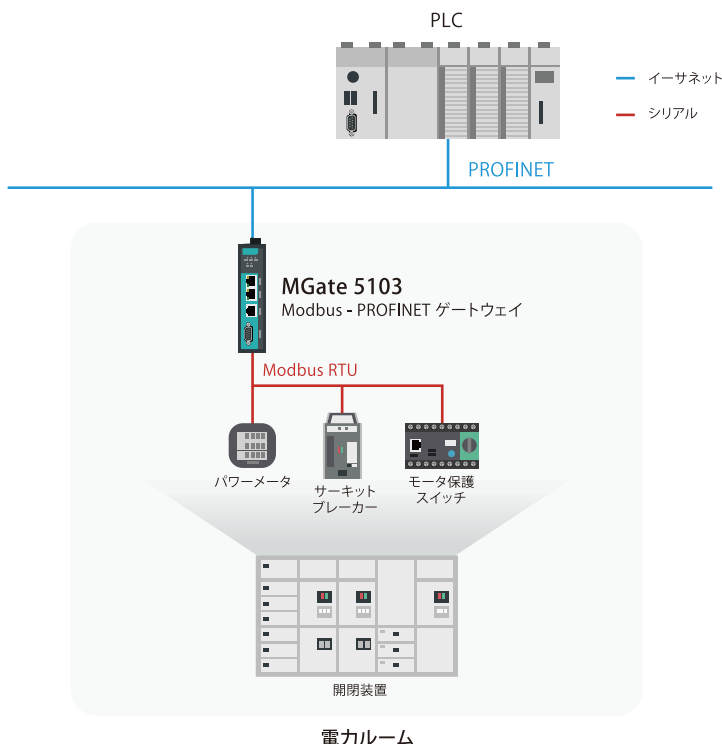 PLC
イーサネット
シリアル
PROFINET
MGate 5103
Modbus - PROFINET ゲートウェイ
Modbus RTU
パワーメータ
サーキット
ブレーカー
モータ保護
スイッチ
開閉装置
電力ルーム